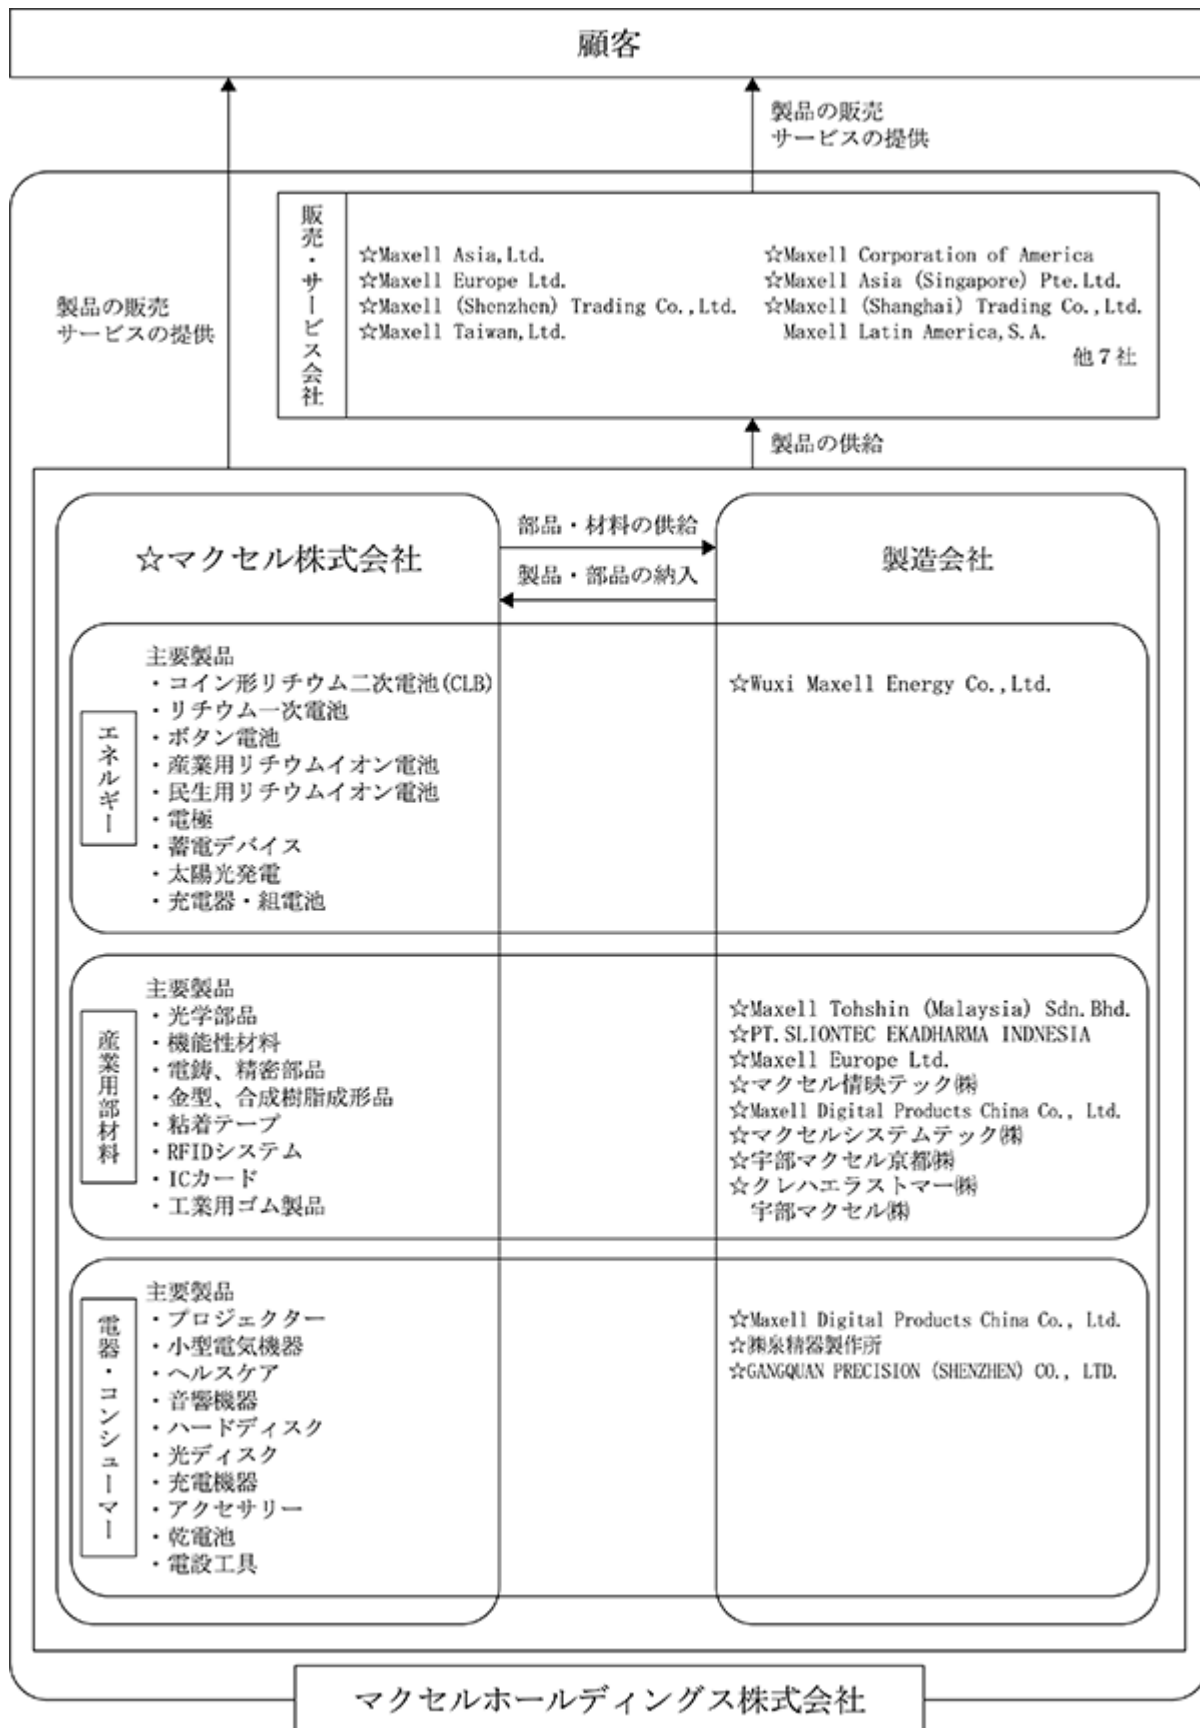 顧客
製品の販売
サービスの提供
製品の販売
サービスの提供
販売・サービス会社
☆Maxell Asia,Ltd.
☆Maxell Europe Ltd.
☆Maxell (Shenzhen) Trading Co.,Ltd.
☆Maxell Taiwan,Ltd.
☆Maxell Corporation of America
☆Maxell Asia (Singapore) Pte.Ltd.
☆Maxell (Shanghai) Trading Co.,Ltd.
Maxell Latin America,S.A.
他7社
製品の供給
☆マクセル株式会社
部品・材料の供給
製品・部品の納入
製造会社
エネルギー
主要製品
・コイン形リチウム二次電池(CLB)
・リチウム一次電池
・ボタン電池
・産業用リチウムイオン電池
・民生用リチウムイオン電池
・電極
・蓄電デバイス
・太陽光発電
・充電器・組電池
☆Wuxi Maxell Energy Co.,Ltd.
産業用部材料
主要製品
・光学部品
・機能性材料
・電鋳、精密部品
・金型、合成樹脂成形品
・粘着テープ
・RFIDシステム
・ICカード
・工業用ゴム製品
☆Maxell Tohshin (Malaysia) Sdn.Bhd.
☆PT.SLIONTEC EKADHARMA INDNESIA
☆Maxell Europe Ltd.
☆マクセル情映テック㈱
☆Maxell Digital Products China Co., Ltd.
☆マクセルシステムテック㈱
☆宇部マクセル京都㈱
☆クレハエラストマー㈱
宇部マクセル㈱
電器・コンシューマー
主要製品
・プロジェクター
・小型電気機器
・ヘルスケア
・音響機器
・ハードディスク
・光ディスク
・充電機器
・アクセサリー
・乾電池
・電設工具
☆Maxell Digital Products China Co., Ltd.
☆㈱泉精器製作所
☆GANGQUAN PRECISION (SHENZHEN) CO., LTD.
マクセルホールディングス株式会社